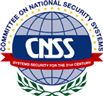 COMMITTEE ON NATIONAL SECURITY SYSTEMS
CNSS
SYSTEMS SECURITY FOR THE 21ST CENTURY